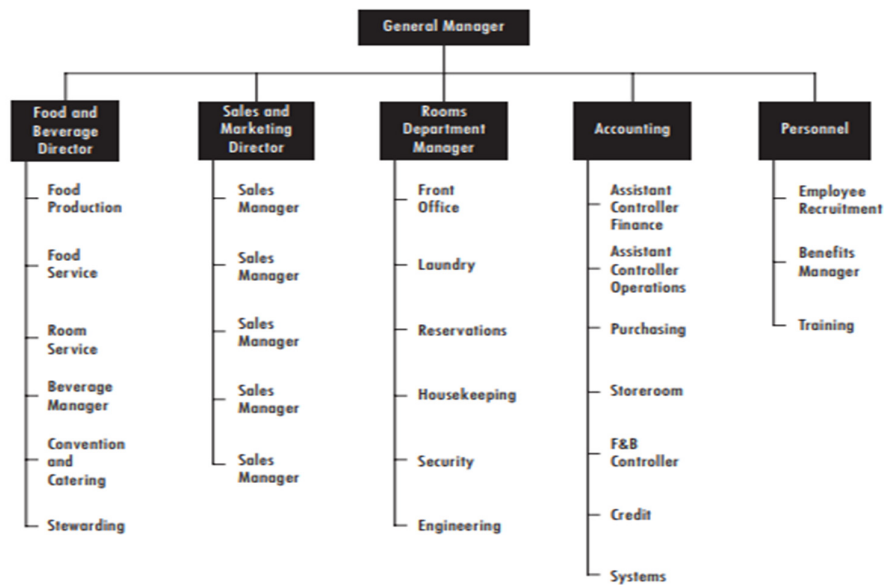 General Manager
Food and
Beverage
Director
Sales and
Marketing
Director
Rooms
Department
Manager
Accounting
Personnel
Food
Production
Food
Service
Room
Service
Beverage
Manager
Convention
and
Catering
Stewarding
Sales
Manager
Sales
Manager
Sales
Manager
Sales
Manager
Sales
Manager
Front
Office
Laundry
Reservations
Housekeeping
Security
Engineering
Assistant
Controller
Finance
Assistant
Controller
Operations
Purchasing
Storeroom
F&B
Controller
Credit
Systems
Employee
Recruitment
Benefits
Manager
Training